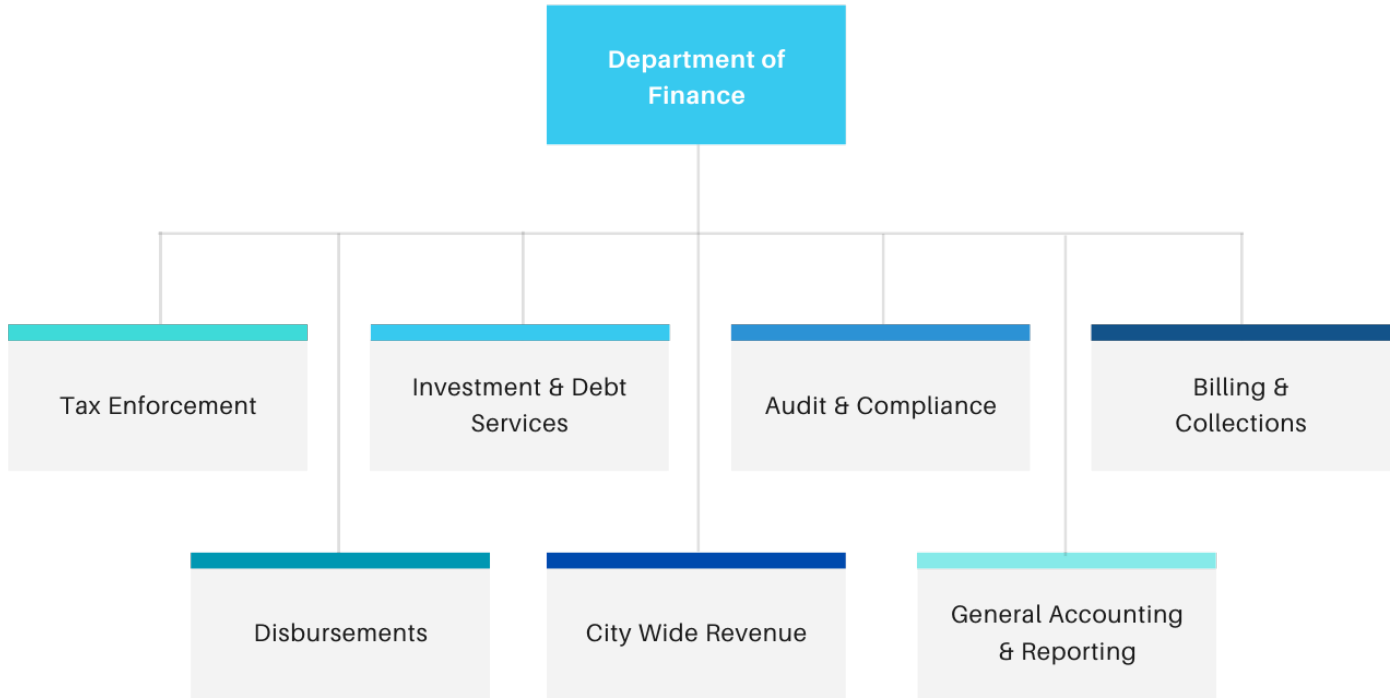 Department of
Finance
Tax Enforcement
Investment & Debt
Services
Audit & Compliance
Billing &
Collections
Disbursements
City Wide Revenue
General Accounting
& Reporting